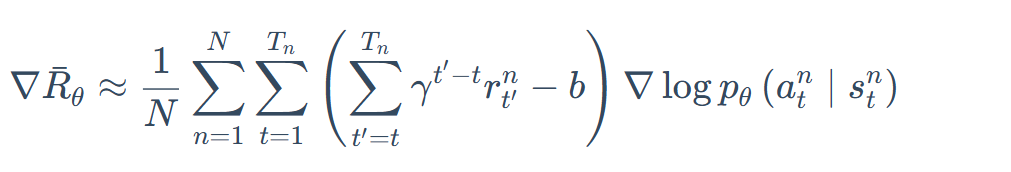 $\nabla \bar{R}_\theta \approx \frac{1}{N} \sum_{n=1}^{N} \sum_{t=1}^{T_n} \left( \sum_{t'=t}^{T_n} \gamma^{t'-t} r_{t'}^n - b \right) \nabla \log p_\theta \left( a_t^n \mid s_t^n \right)$